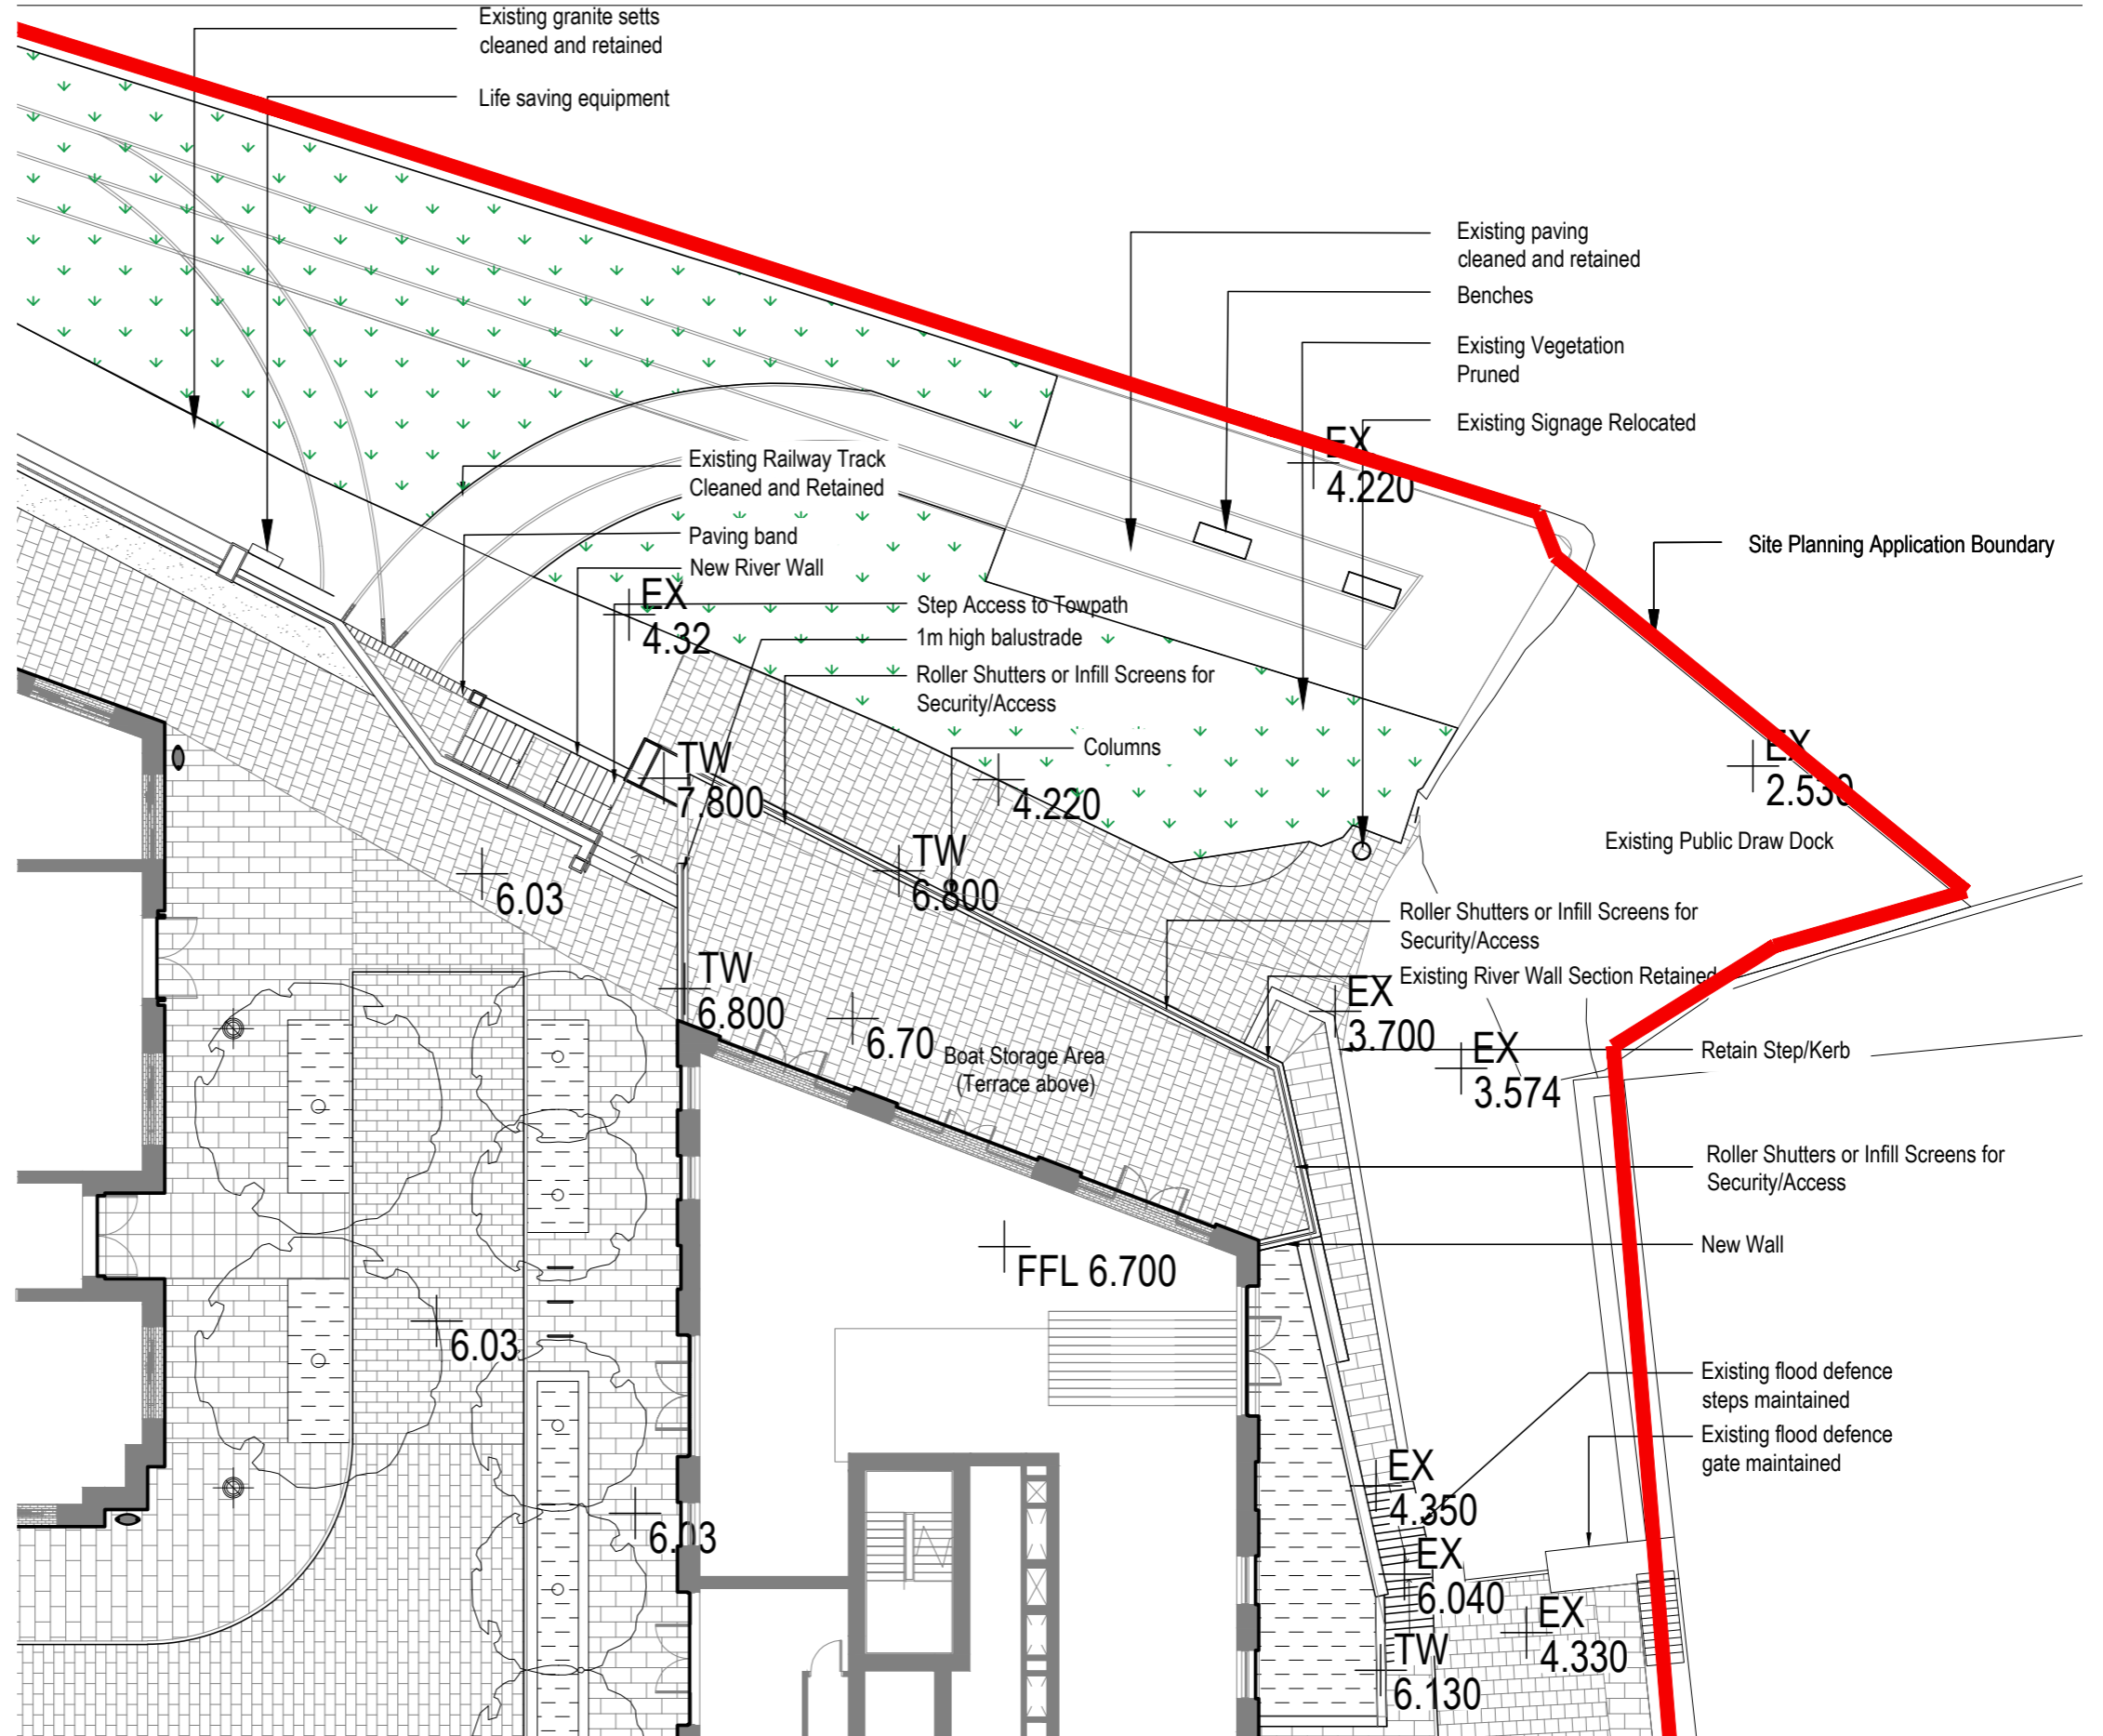 Existing granite setts
cleaned and retained
Life saving equipment
Existing paving
cleaned and retained
Benches
Existing Vegetation
Pruned
Existing Signage Relocated
EX
4.220
Existing Railway Track
Cleaned and Retained
Paving band
New River Wall
Site Planning Application Boundary
EX
4.32
Step Access to Towpath
1m high balustrade
Roller Shutters or Infill Screens for
Security/Access
Columns
TW
7.800
4.220
EX
2.530
Existing Public Draw Dock
TW
6.800
6.03
Roller Shutters or Infill Screens for
Security/Access
Existing River Wall Section Retained
TW
6.800
EX
3.700
6.70
Boat Storage Area
(Terrace above)
EX
3.574
Retain Step/Kerb
Roller Shutters or Infill Screens for
Security/Access
New Wall
FFL 6.700
6.03
Existing flood defence
steps maintained
Existing flood defence
gate maintained
EX
4.350
6.03
EX
6.040
EX
4.330
TW
6.130